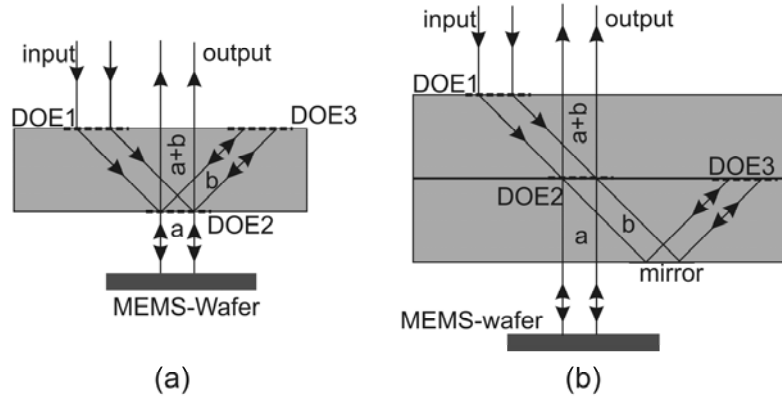 input
output
DOE1
DOE3
a+b
b
DOE2
a
MEMS-Wafer
(a)
input
output
DOE1
a+b
DOE3
DOE2
b
a
mirror
MEMS-wafer
(b)